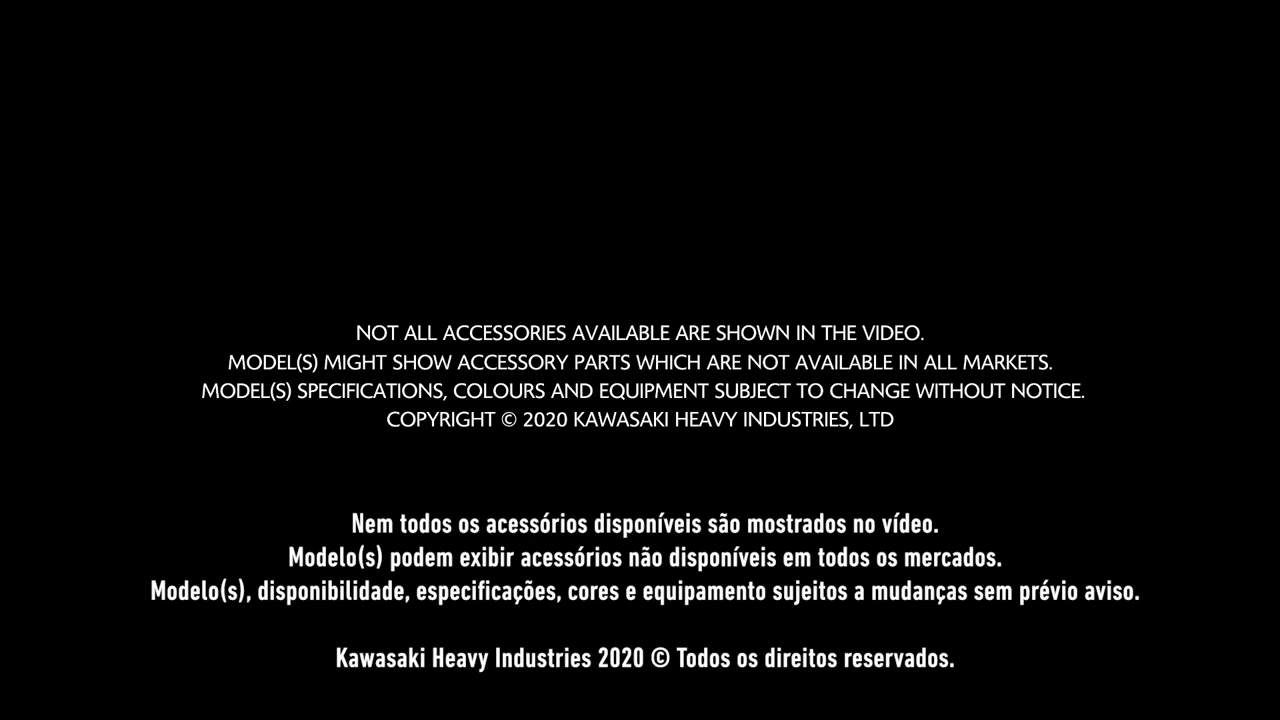 NOT ALL ACCESSORIES AVAILABLE ARE SHOWN IN THE VIDEO.
MODEL(S) MIGHT SHOW ACCESSORY PARTS WHICH ARE NOT AVAILABLE IN ALL MARKETS.
MODEL(S) SPECIFICATIONS, COLOURS AND EQUIPMENT SUBJECT TO CHANGE WITHOUT NOTICE.
COPYRIGHT © 2020 KAWASAKI HEAVY INDUSTRIES, LTD
Nem todos os acessórios disponíveis são mostrados no vídeo.
Modelo(s) podem exibir acessórios não disponíveis em todos os mercados.
Modelo(s), disponibilidade, especificações, cores e equipamento sujeitos a mudanças sem prévio aviso.
Kawasaki Heavy Industries 2020 © Todos os direitos reservados.